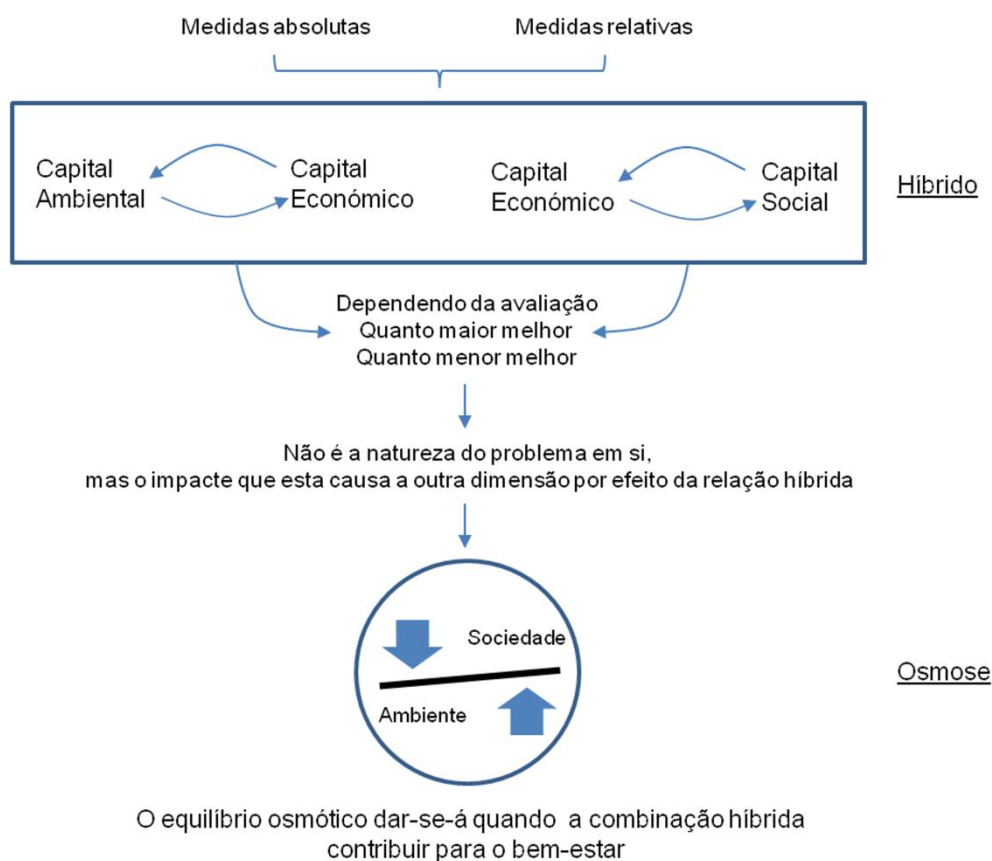 Medidas absolutas
Medidas relativas
Capital
Ambiental
Capital
Económico
Capital
Económico
Capital
Social
Híbrido
Dependendo da avaliação
Quanto maior melhor
Quanto menor melhor
Não é a natureza do problema em si,
mas o impacte que esta causa a outra dimensão por efeito da relação híbrida
Sociedade
Ambiente
Osmose
O equilíbrio osmótico dar-se-á quando a combinação híbrida
contribuir para o bem-estar